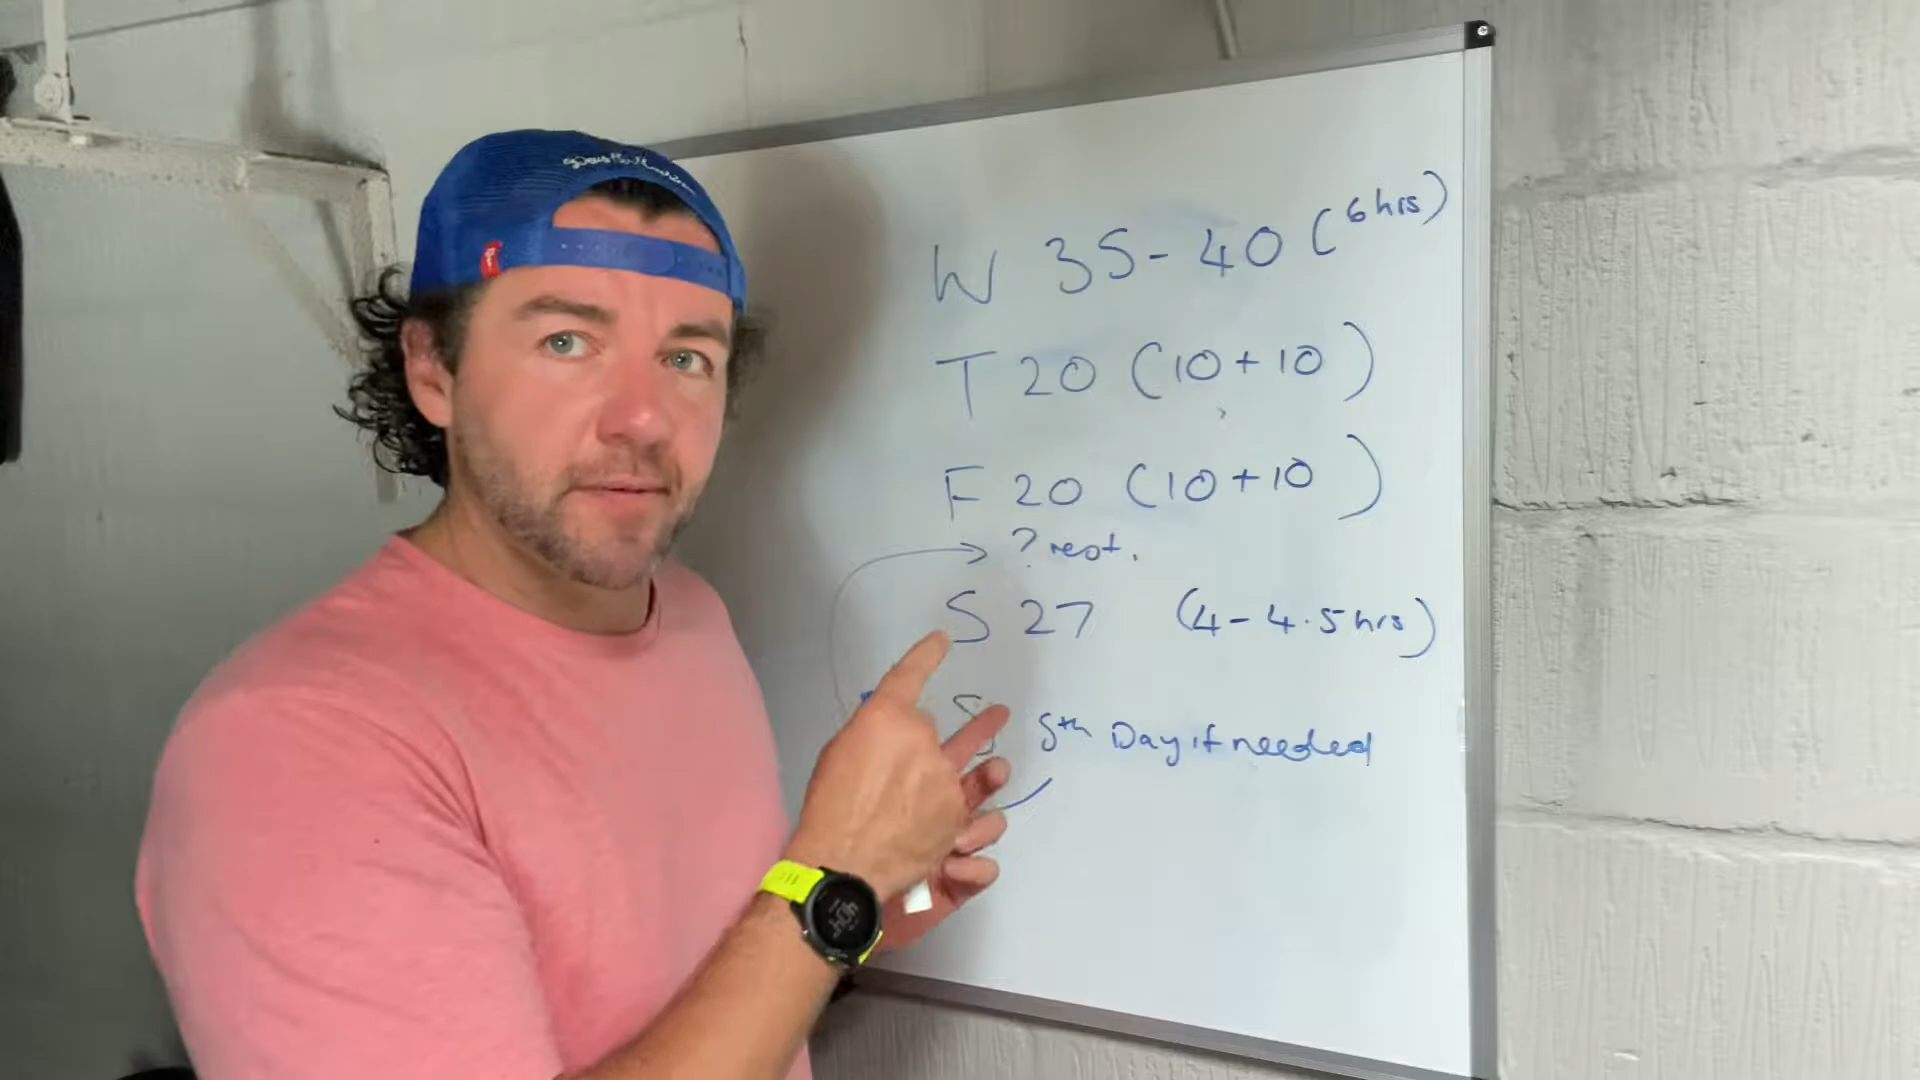 W 35-40 (6hrs)
T 20 (10+10)
F 20 (10+10)
? rest.
S 27 (4-4.5hrs)
S 5th Day if needed